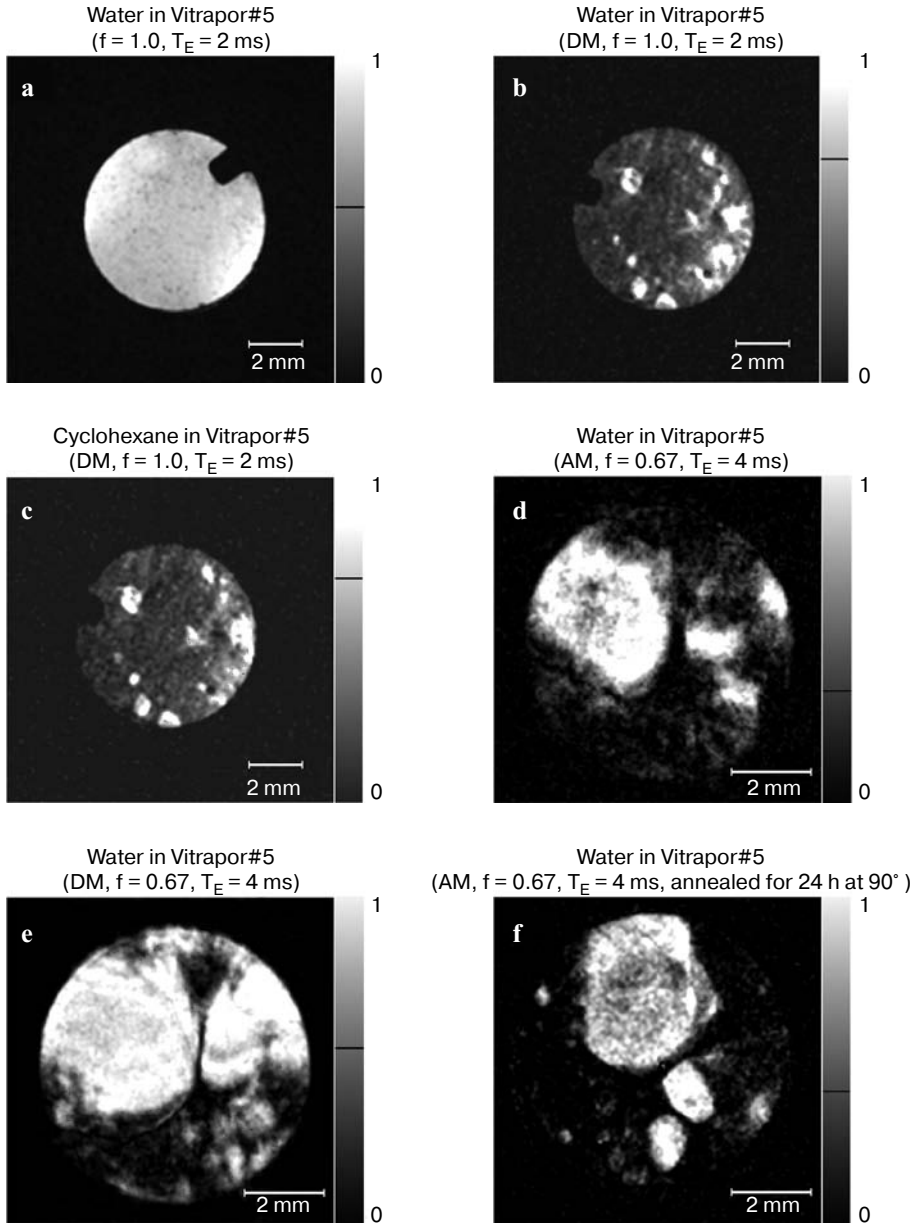 Water in Vitrapor#5
(f = 1.0, T_E = 2 ms)
a
1
2 mm
0
Water in Vitrapor#5
(DM, f = 1.0, T_E = 2 ms)
b
1
2 mm
0
Cyclohexane in Vitrapor#5
(DM, f = 1.0, T_E = 2 ms)
c
1
2 mm
0
Water in Vitrapor#5
(AM, f = 0.67, T_E = 4 ms)
d
1
2 mm
0
Water in Vitrapor#5
(DM, f = 0.67, T_E = 4 ms)
e
1
2 mm
0
Water in Vitrapor#5
(AM, f = 0.67, T_E = 4 ms, annealed for 24 h at 90° )
f
1
2 mm
0